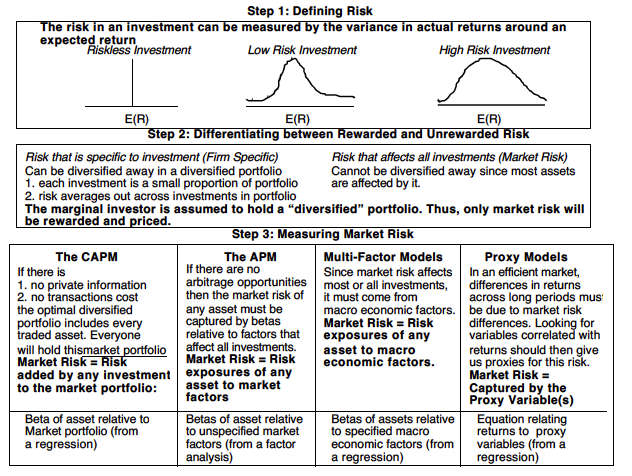 Step 1: Defining Risk
The risk in an investment can be measured by the variance in actual returns around an
expected return
Riskless Investment
Low Risk Investment
High Risk Investment
E(R)
E(R)
E(R)
Step 2: Differentiating between Rewarded and Unrewarded Risk
Risk that is specific to investment (Firm Specific)
Can be diversified away in a diversified portfolio
1. each investment is a small proportion of portfolio
2. risk averages out across investments in portfolio
Risk that affects all investments (Market Risk)
Cannot be diversified away since most assets
are affected by it.
The marginal investor is assumed to hold a “diversified” portfolio. Thus, only market risk will
be rewarded and priced.
Step 3: Measuring Market Risk
The CAPM
If there is
1. no private information
2. no transactions cost
the optimal diversified
portfolio includes every
traded asset. Everyone
will hold thismarket portfolio
Market Risk = Risk
added by any investment
to the market portfolio:
The APM
If there are no
arbitrage opportunities
then the market risk of
any asset must be
captured by betas
relative to factors that
affect all investments.
Market Risk = Risk
exposures of any
asset to market
factors
Multi-Factor Models
Since market risk affects
most or all investments,
it must come from
macro economic factors.
Market Risk = Risk
exposures of any
asset to macro
economic factors.
Proxy Models
In an efficient market,
differences in returns
across long periods must
be due to market risk
differences. Looking for
variables correlated with
returns should then give
us proxies for this risk.
Market Risk =
Captured by the
Proxy Variable(s)
Beta of asset relative to
Market portfolio (from
a regression)
Betas of asset relative
to unspecified market
factors (from a factor
analysis)
Betas of assets relative
to specified macro
economic factors (from
a regression)
Equation relating
returns to proxy
variables (from a
regression)